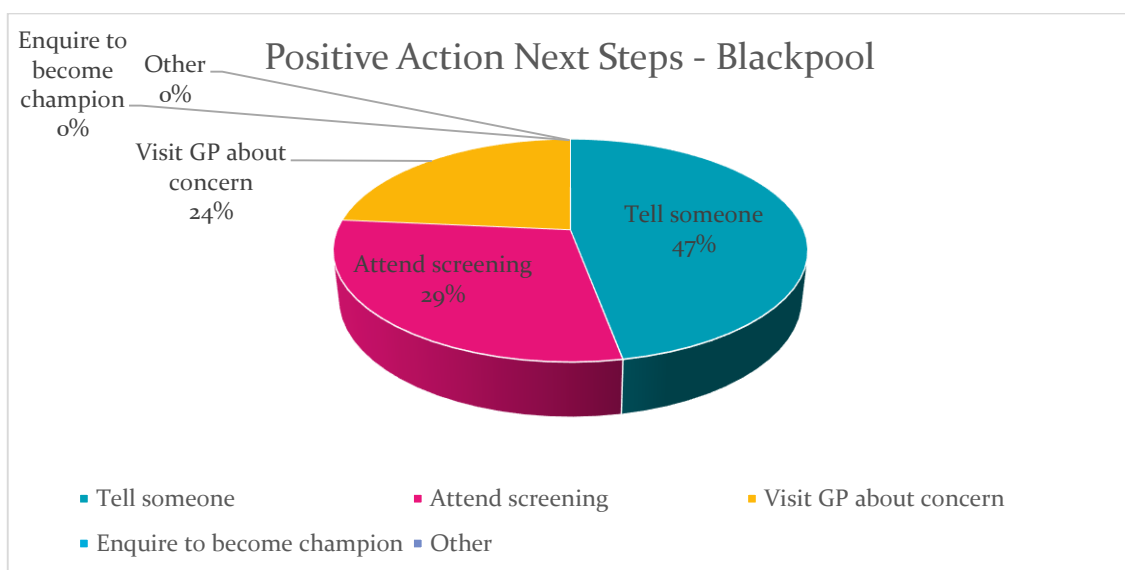 Positive Action Next Steps - Blackpool
Enquire to
become
champion
0%
Other
0%
Visit GP about
concern
24%
Tell someone
47%
Attend screening
29%
Tell someone
Attend screening
Visit GP about concern
Enquire to become champion
Other